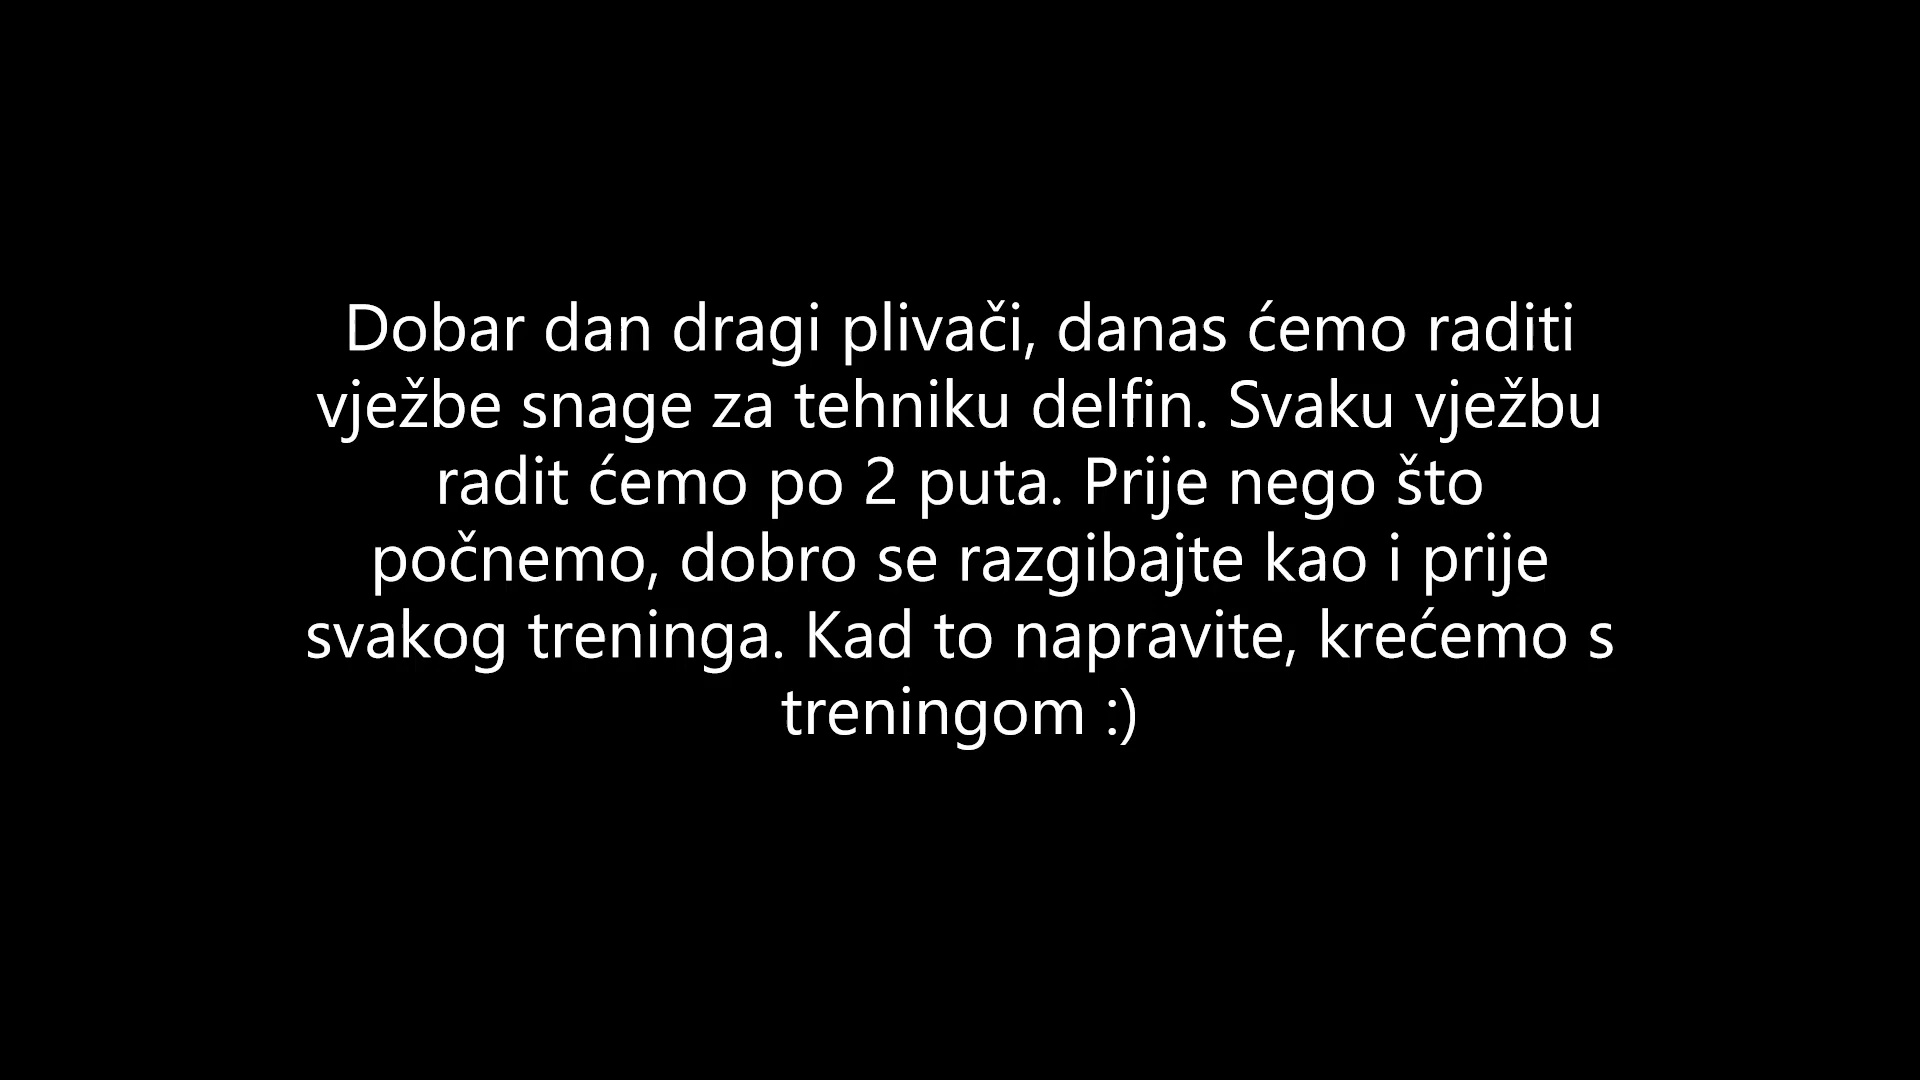 Dobar dan dragi plivači, danas ćemo raditi
vježbe snage za tehniku delfin. Svaku vježbu
radit ćemo po 2 puta. Prije nego što
počnemo, dobro se razgibajte kao i prije
svakog treninga. Kad to napravite, krećemo s
treningom :)